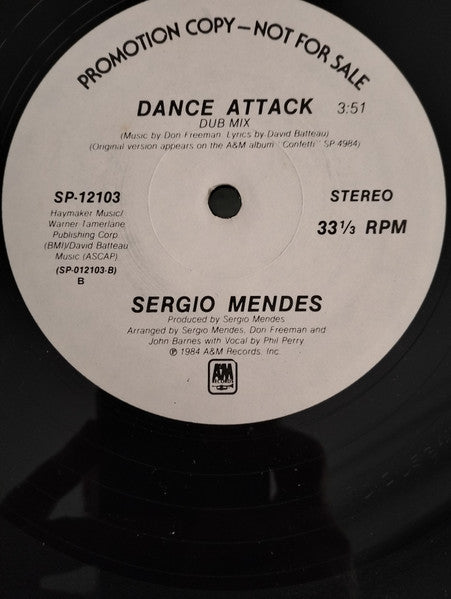 PROMOTION COPY—NOT FOR SALE
DANCE ATTACK 3:51
DUB MIX
(Music by Don Freeman Lyrics by David Batteau)
(Original version appears on the A&M album "Confetti" SP 4984)
SP-12103
Haymaker Music/
Warner Tamerlane
Publishing Corp.
(BMI)/David Batteau
Music (ASCAP)
(SP-012103-B)
B
STEREO
33 1/3 RPM
SERGIO MENDES
Produced by Sergio Mendes
Arranged by Sergio Mendes, Don Freeman and
John Barnes with Vocal by Phil Perry
℗ 1984 A&M Records, Inc.
A&M
RECORDS